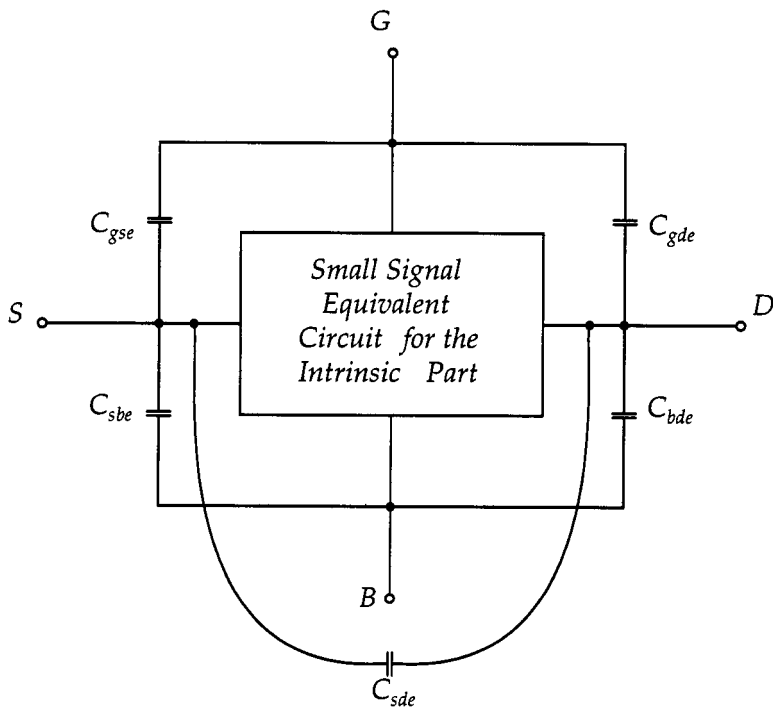 G
C_gse
C_gde
Small Signal
Equivalent
Circuit for the
Intrinsic Part
S
D
C_sbe
C_bde
B
C_sde